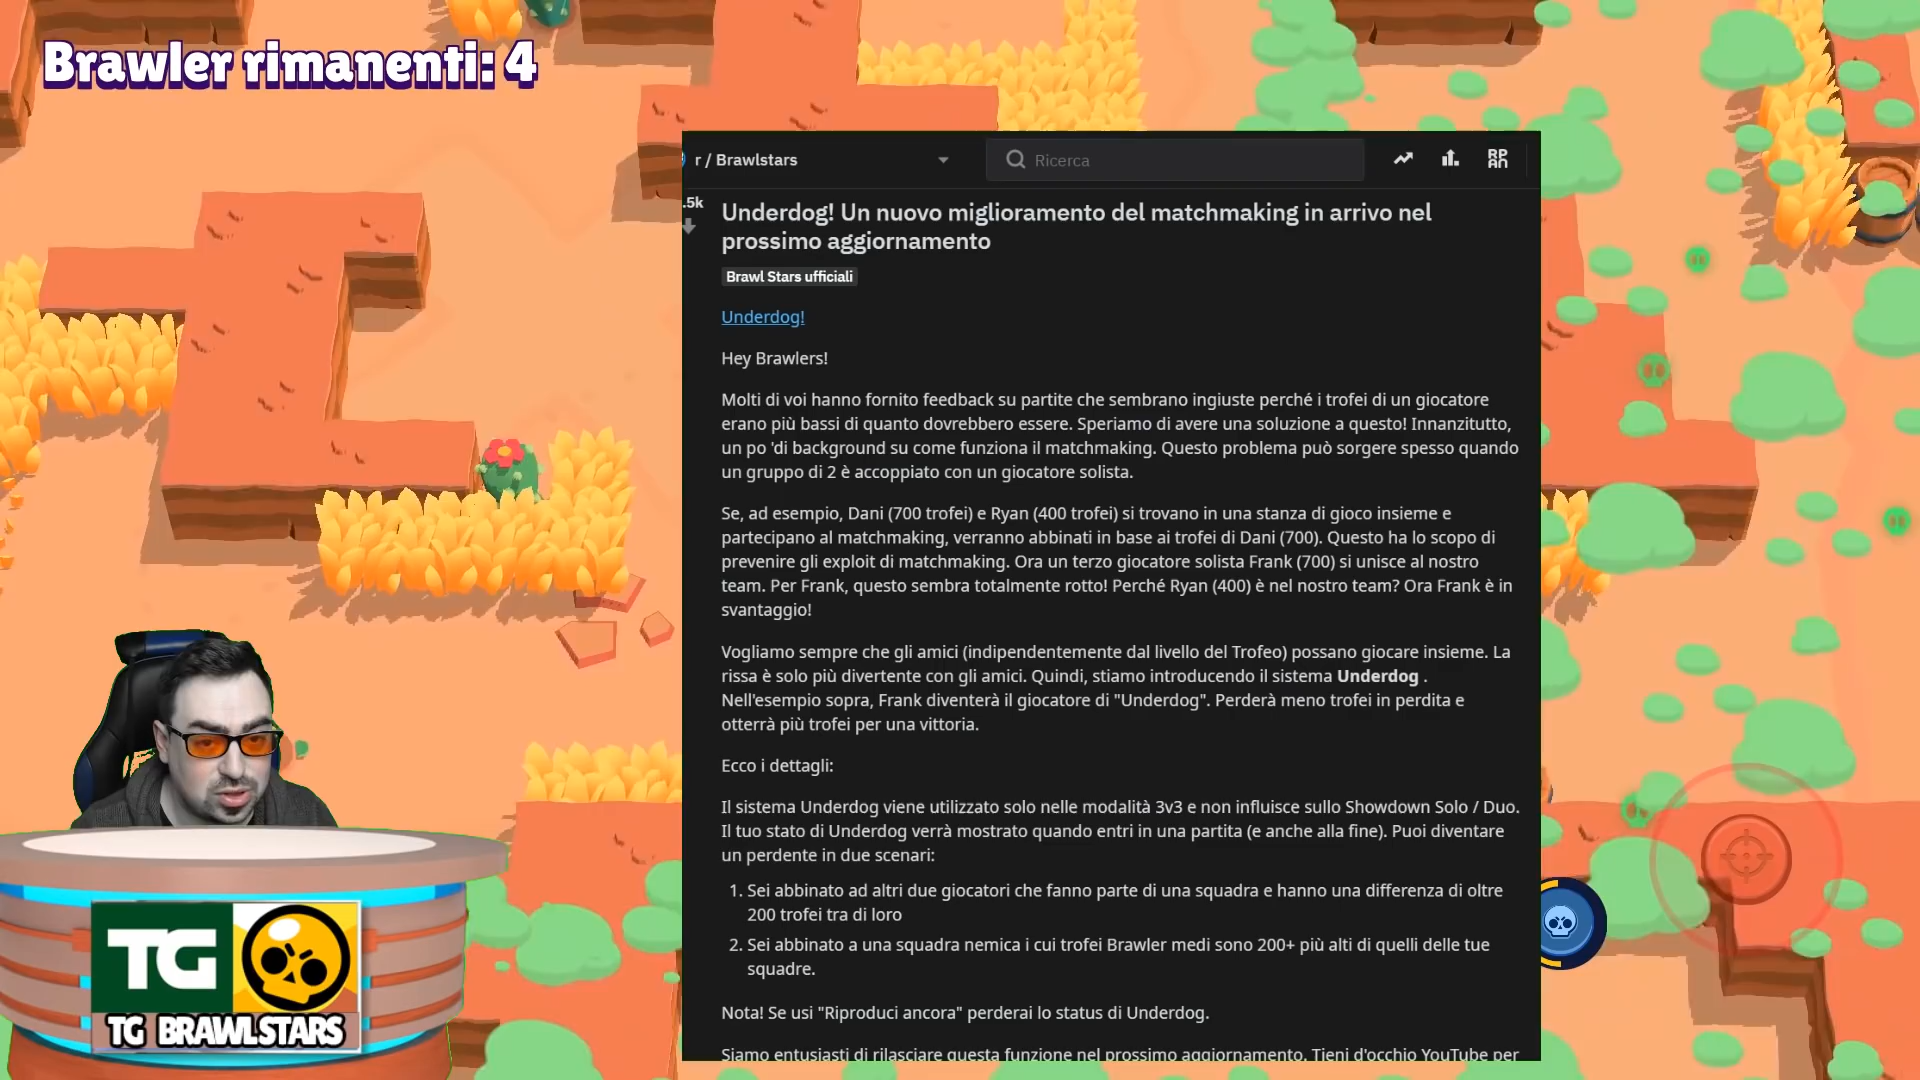 Brawler rimanenti: 4
r / Brawlstars
Ricerca
RPAN
.5k
Underdog! Un nuovo miglioramento del matchmaking in arrivo nel
prossimo aggiornamento
Brawl Stars ufficiali
Underdog!
Hey Brawlers!
Molti di voi hanno fornito feedback su partite che sembrano ingiuste perché i trofei di un giocatore
erano più bassi di quanto dovrebbero essere. Speriamo di avere una soluzione a questo! Innanzitutto,
un po 'di background su come funziona il matchmaking. Questo problema può sorgere spesso quando
un gruppo di 2 è accoppiato con un giocatore solista.
Se, ad esempio, Dani (700 trofei) e Ryan (400 trofei) si trovano in una stanza di gioco insieme e
partecipano al matchmaking, verranno abbinati in base ai trofei di Dani (700). Questo ha lo scopo di
prevenire gli exploit di matchmaking. Ora un terzo giocatore solista Frank (700) si unisce al nostro
team. Per Frank, questo sembra totalmente rotto! Perché Ryan (400) è nel nostro team? Ora Frank è in
svantaggio!
Vogliamo sempre che gli amici (indipendentemente dal livello del Trofeo) possano giocare insieme. La
rissa è solo più divertente con gli amici. Quindi, stiamo introducendo il sistema Underdog .
Nell'esempio sopra, Frank diventerà il giocatore di "Underdog". Perderà meno trofei in perdita e
otterrà più trofei per una vittoria.
Ecco i dettagli:
Il sistema Underdog viene utilizzato solo nelle modalità 3v3 e non influisce sullo Showdown Solo / Duo.
Il tuo stato di Underdog verrà mostrato quando entri in una partita (e anche alla fine). Puoi diventare
un perdente in due scenari:
1. Sei abbinato ad altri due giocatori che fanno parte di una squadra e hanno una differenza di oltre
200 trofei tra di loro
2. Sei abbinato a una squadra nemica i cui trofei Brawler medi sono 200+ più alti di quelli delle tue
squadre.
Nota! Se usi "Riproduci ancora" perderai lo status di Underdog.
Siamo entusiasti di rilasciare questa funzione nel prossimo aggiornamento. Tieni d'occhio YouTube per
TG
TG BRAWLSTARS